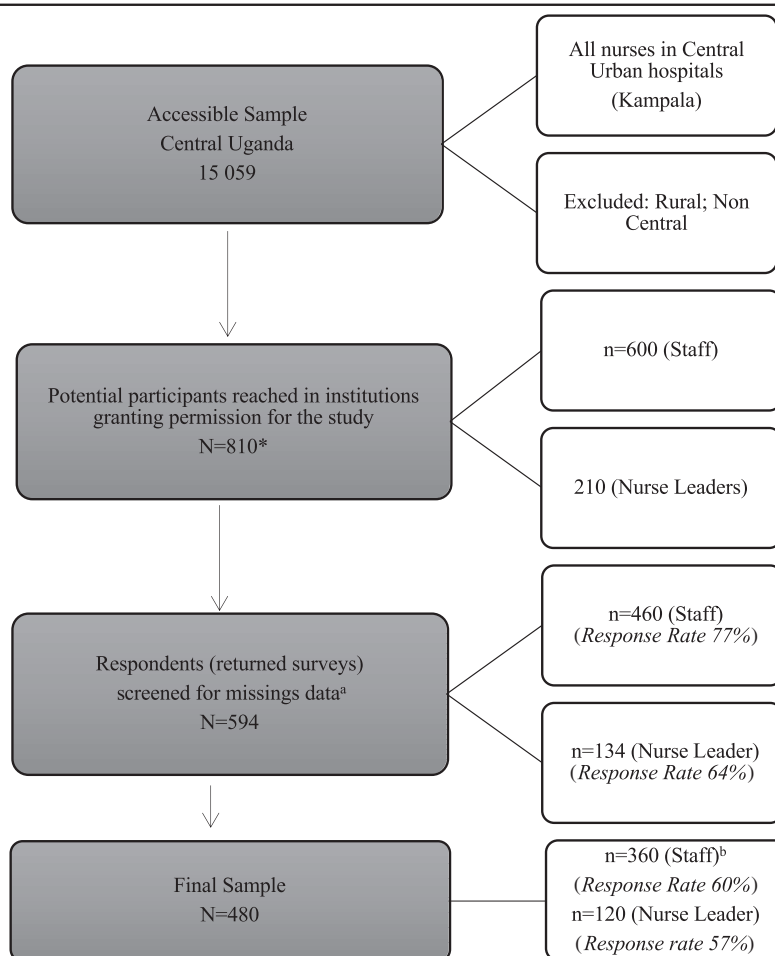 Accessible Sample
Central Uganda
15 059
All nurses in Central
Urban hospitals
(Kampala)
Excluded: Rural; Non
Central
Potential participants reached in institutions
granting permission for the study
N=810*
n=600 (Staff)
210 (Nurse Leaders)
Respondents (returned surveys)
screened for missings dataᵃ
N=594
n=460 (Staff)
(Response Rate 77%)
n=134 (Nurse Leader)
(Response Rate 64%)
Final Sample
N=480
n=360 (Staff)ᵇ
(Response Rate 60%)
n=120 (Nurse Leader)
(Response rate 57%)